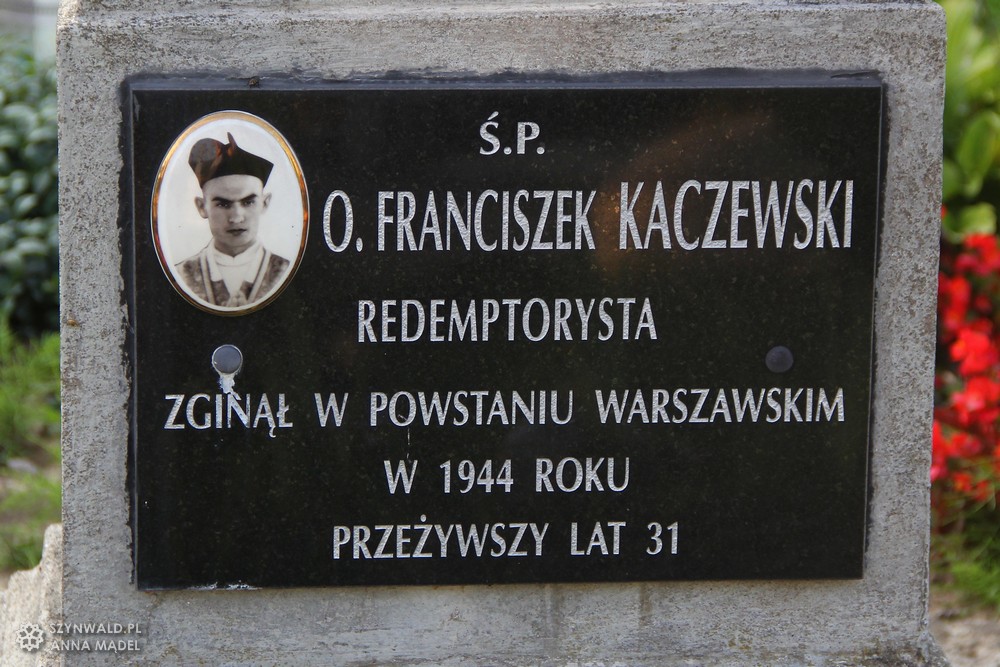 Ś.P.
O. FRANCISZEK KACZEWSKI
REDEMPTORYSTA
ZGINĄŁ W POWSTANIU WARSZAWSKIM
W 1944 ROKU
PRZEŻYWSZY LAT 31
SZYNWALD.PL
ANNA MADEL